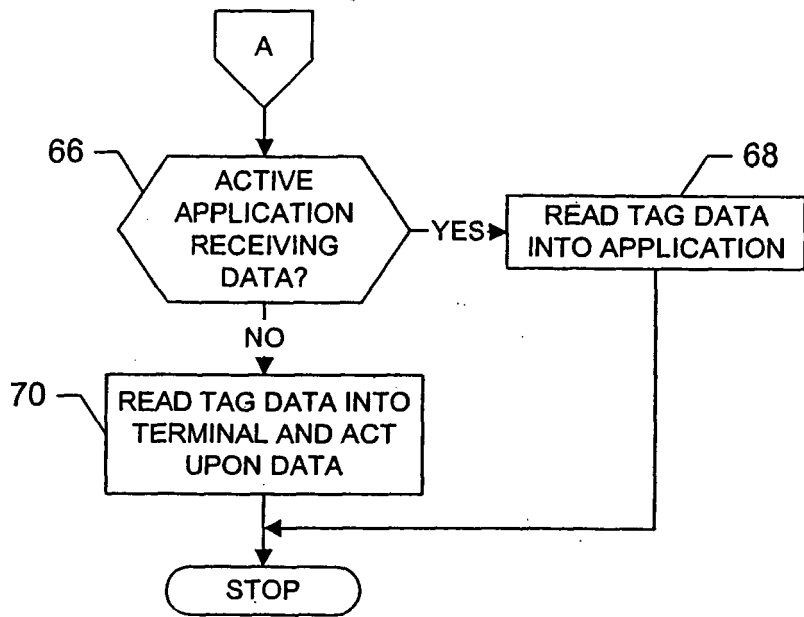 A
66
ACTIVE
APPLICATION
RECEIVING
DATA?
YES
68
READ TAG DATA
INTO APPLICATION
NO
70
READ TAG DATA INTO
TERMINAL AND ACT
UPON DATA
STOP